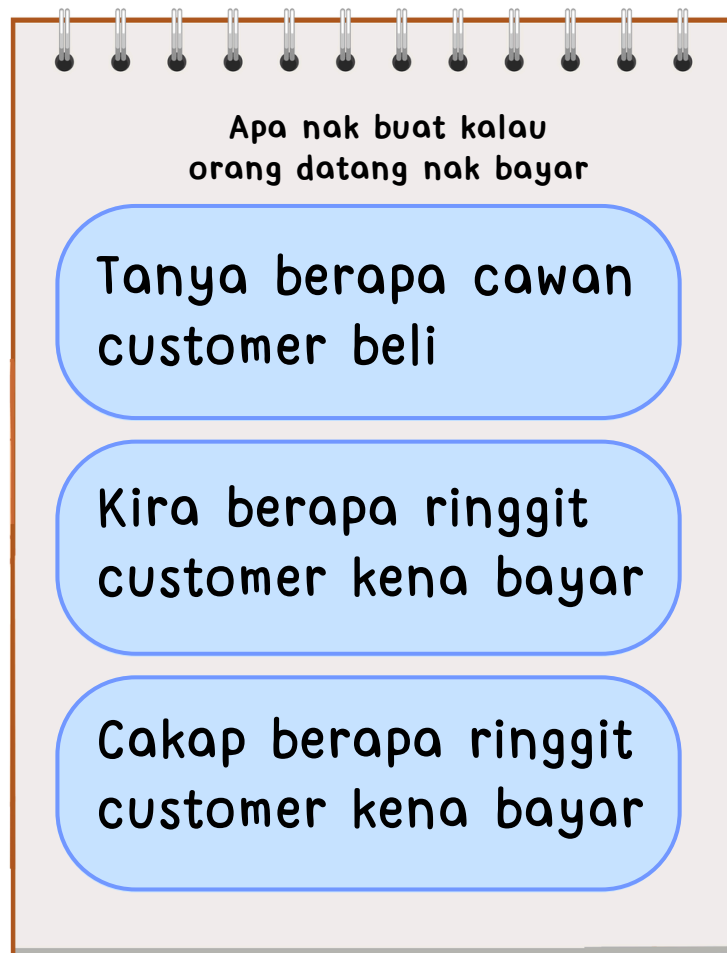 Apa nak buat kalau
orang datang nak bayar
Tanya berapa cawan
customer beli
Kira berapa ringgit
customer kena bayar
Cakap berapa ringgit
customer kena bayar